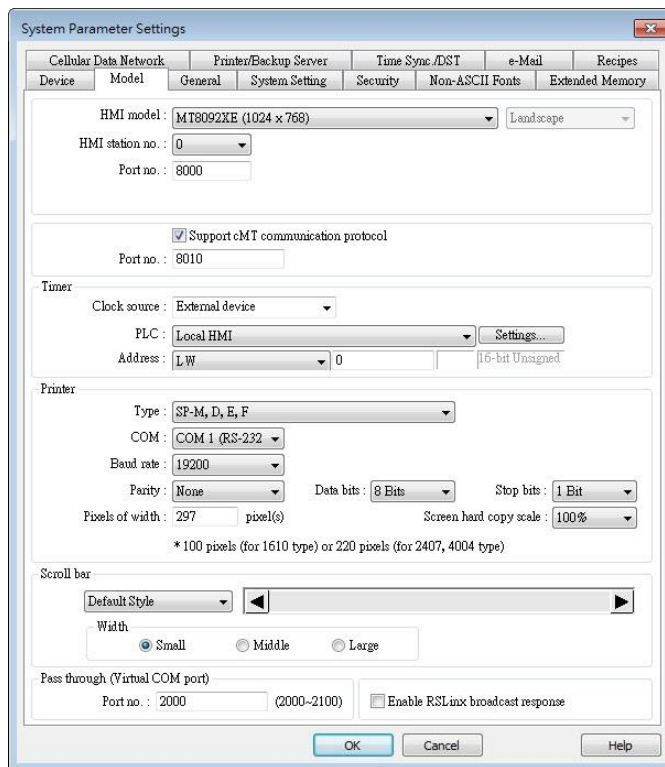 System Parameter Settings
Cellular Data Network Printer/Backup Server Time Sync./DST e-Mail Recipes
Device Model General System Setting Security Non-ASCII Fonts Extended Memory
HMI model : MT8092XE (1024 x 768) Landscape
HMI station no. : 0
Port no. : 8000
Support cMT communication protocol
Port no. : 8010
Timer
Clock source : External device
PLC : Local HMI Settings...
Address : LW 0 16-bit Unsigned
Printer
Type : SP-M, D, E, F
COM : COM 1 (RS-232
Baud rate : 19200
Parity : None Data bits : 8 Bits Stop bits : 1 Bit
Pixels of width : 297 pixel(s) Screen hard copy scale : 100%
* 100 pixels (for 1610 type) or 220 pixels (for 2407, 4004 type)
Scroll bar
Default Style
Width
Small Middle Large
Pass through (Virtual COM port)
Port no. : 2000 (2000~2100) Enable RSLinx broadcast response
OK Cancel Help